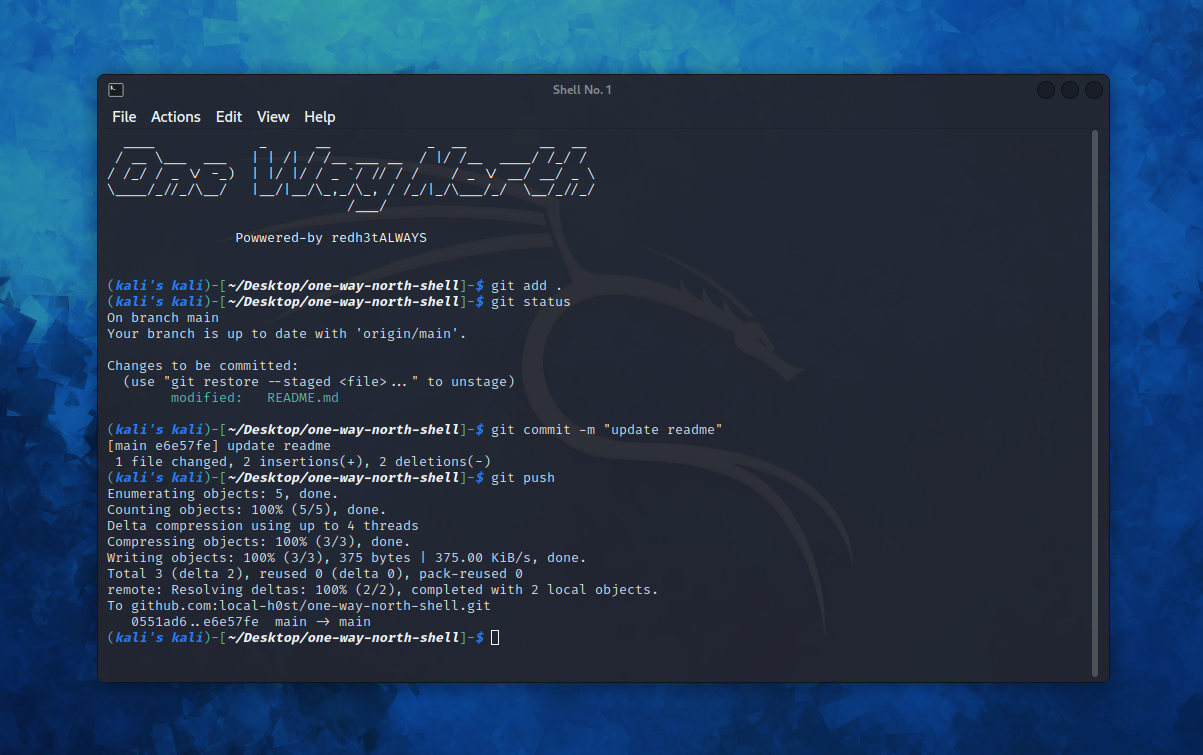 Shell No. 1
File Actions Edit View Help
One Way North
Powwered-by redh3tALWAYS
(kali's kali)-[~/Desktop/one-way-north-shell]-$ git add .
(kali's kali)-[~/Desktop/one-way-north-shell]-$ git status
On branch main
Your branch is up to date with 'origin/main'.
Changes to be committed:
(use "git restore --staged <file>..." to unstage)
modified: README.md
(kali's kali)-[~/Desktop/one-way-north-shell]-$ git commit -m "update readme"
[main e6e57fe] update readme
1 file changed, 2 insertions(+), 2 deletions(-)
(kali's kali)-[~/Desktop/one-way-north-shell]-$ git push
Enumerating objects: 5, done.
Counting objects: 100% (5/5), done.
Delta compression using up to 4 threads
Compressing objects: 100% (3/3), done.
Writing objects: 100% (3/3), 375 bytes | 375.00 KiB/s, done.
Total 3 (delta 2), reused 0 (delta 0), pack-reused 0
remote: Resolving deltas: 100% (2/2), completed with 2 local objects.
To github.com:local-h0st/one-way-north-shell.git
0551ad6..e6e57fe main -> main
(kali's kali)-[~/Desktop/one-way-north-shell]-$